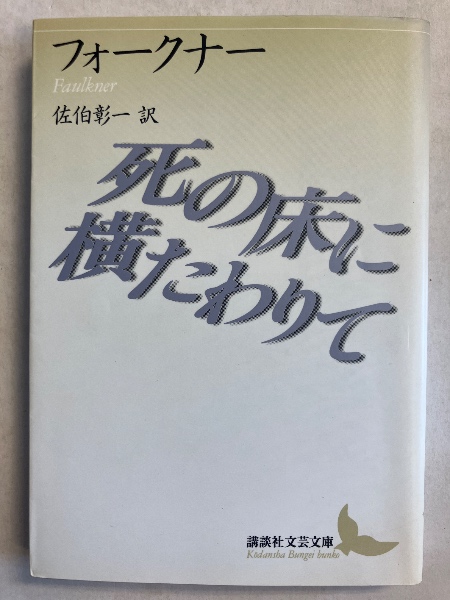 フォークナー
Faulkner
佐伯彰一 訳
死の床に
横たわりて
講談社文芸文庫
Kōdansha Bungei bunko